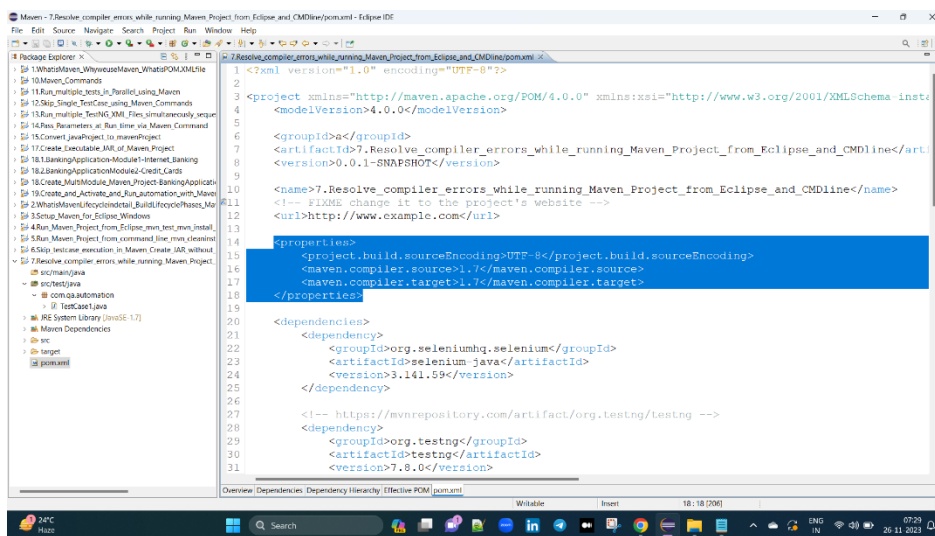 Maven - 7.Resolve_compiler_errors_while_running_Maven_Project_from_Eclipse_and_CMDline/pom.xml - Eclipse IDE
File Edit Source Navigate Search Project Run Window Help
Package Explorer ×
1.WhatisMaven_WhyweuseMaven_WhatisPOM.XMLfile
10.Maven_Commands
11.Run_multiple_tests_in_Parallel_using_Maven
12.Skip_Single_TestCase_using_Maven_Commands
13.Run_multiple_TestNG_XML_Files_simultaneously_seque
14.Pass_Parameters_at_Run_time_via_Maven_Command
15.Convert_javaProject_to_mavenProject
17.Create_Executable_JAR_of_Maven_Project
18.1.BankingApplication-Module1-Internet_Banking
18.2.BankingApplicationModule2-Credit_Cards
18.Create_MultiModule_Maven_Project-BankingApplicati
19.Create_and_Activate_and_Run_automation_with_Mave
2.WhatisMavenLifecycleindetail_BuildLifecyclePhases_Ma
3.Setup_Maven_for_Eclipse_Windows
4.Run_Maven_Project_from_Eclipse_mvn_test_mvn_install_
5.Run_Maven_Project_from_command_line_mvn_cleaninst
6.Skip_testcase_execution_in_Maven_Create_JAR_without_
7.Resolve_compiler_errors_while_running_Maven_Project_
src/main/java
src/test/java
com.qa.automation
TestCase1.java
JRE System Library [JavaSE-1.7]
Maven Dependencies
src
target
pom.xml
7.Resolve_compiler_errors_while_running_Maven_Project_from_Eclipse_and_CMDline/pom.xml ×
1 <?xml version="1.0" encoding="UTF-8"?>
2
3 <project xmlns="http://maven.apache.org/POM/4.0.0" xmlns:xsi="http://www.w3.org/2001/XMLSchema-insta
4 <modelVersion>4.0.0</modelVersion>
5
6 <groupId>a</groupId>
7 <artifactId>7.Resolve_compiler_errors_while_running_Maven_Project_from_Eclipse_and_CMDline</art
8 <version>0.0.1-SNAPSHOT</version>
9
10 <name>7.Resolve_compiler_errors_while_running_Maven_Project_from_Eclipse_and_CMDline</name>
11 <!-- FIXME change it to the project's website -->
12 <url>http://www.example.com</url>
13
14 <properties>
15 <project.build.sourceEncoding>UTF-8</project.build.sourceEncoding>
16 <maven.compiler.source>1.7</maven.compiler.source>
17 <maven.compiler.target>1.7</maven.compiler.target>
18 </properties>
19
20 <dependencies>
21 <dependency>
22 <groupId>org.seleniumhq.selenium</groupId>
23 <artifactId>selenium-java</artifactId>
24 <version>3.141.59</version>
25 </dependency>
26
27 <!-- https://mvnrepository.com/artifact/org.testng/testng -->
28 <dependency>
29 <groupId>org.testng</groupId>
30 <artifactId>testng</artifactId>
31 <version>7.8.0</version>
Overview Dependencies Dependency Hierarchy Effective POM pom.xml
Writable Insert 18 : 18 [206]
24°C
Haze
Search
ENG
IN
07:29
26-11-2023